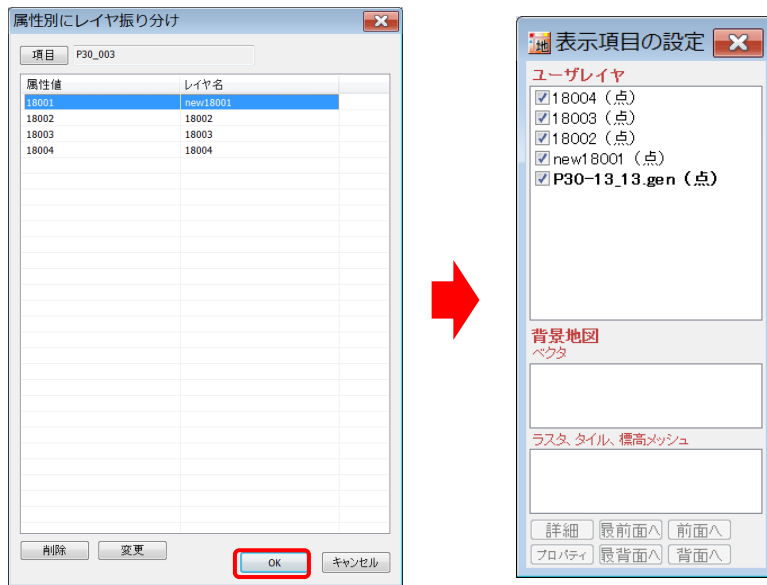 属性別にレイヤ振り分け
項目 P30_003
属性値 レイヤ名
18001 new18001
18002 18002
18003 18003
18004 18004
削除 変更 OK キャンセル
地 表示項目の設定
ユーザレイヤ
18004 (点)
18003 (点)
18002 (点)
new18001 (点)
P30-13_13.gen (点)
背景地図
ベクタ
ラスタ、タイル、標高メッシュ
詳細 最前面へ 前面へ
プロパティ 最背面へ 背面へ